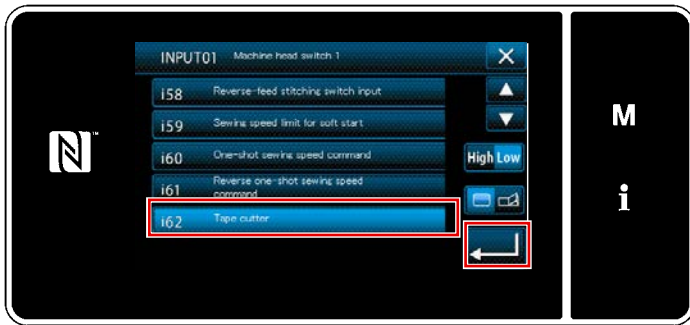 INPUT01 Machine head switch 1
i58 Reverse-feed stitching switch input
i59 Sewing speed limit for soft start
i60 One-shot sewing speed command
High Low
i61 Reverse one-shot sewing speed
command
i62 Tape cutter
M
i
N